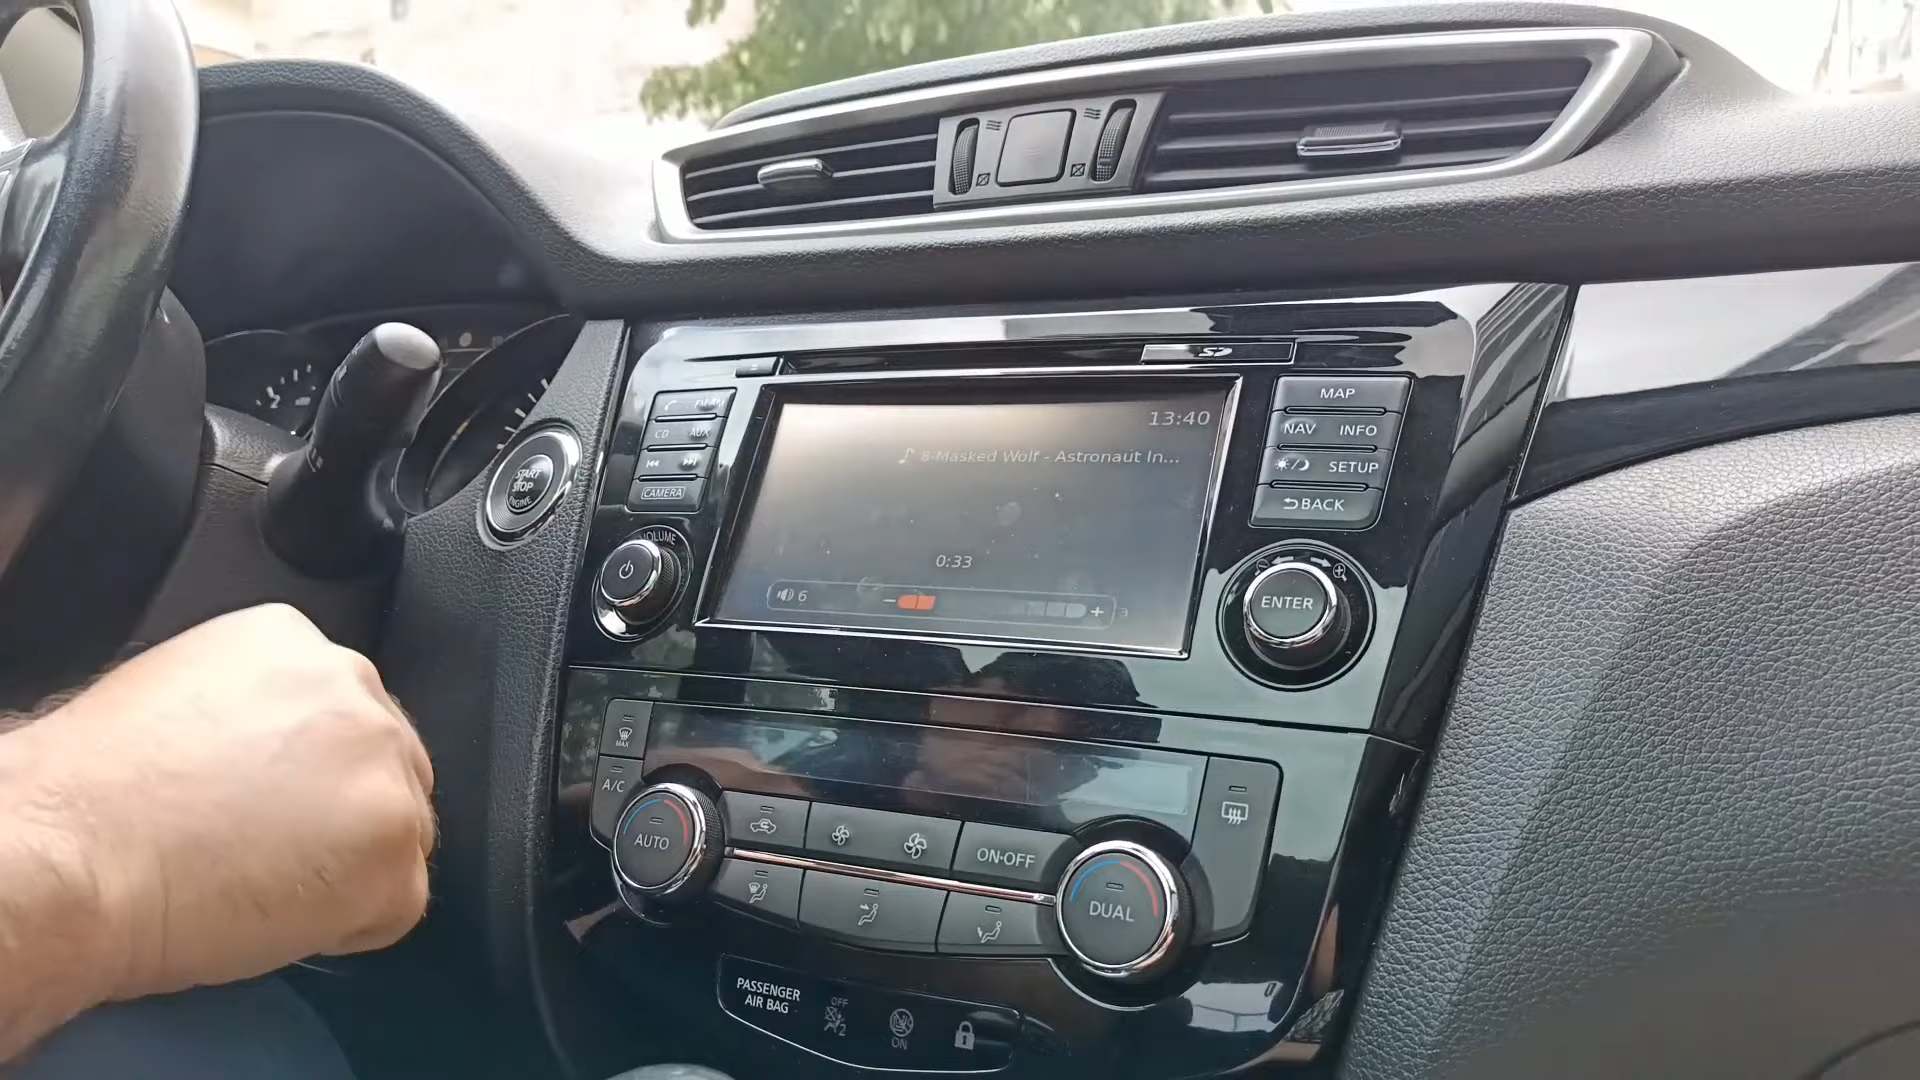 SD
13:40
8-Masked Wolf - Astronaut In...
0:33
6
− +
FM·AM
CD AUX
CAMERA
VOLUME
START
STOP
ENGINE
MAP
NAV INFO
SETUP
BACK
ENTER
MAX
A/C
AUTO
ON·OFF
DUAL
PASSENGER
AIR BAG
OFF
2
ON